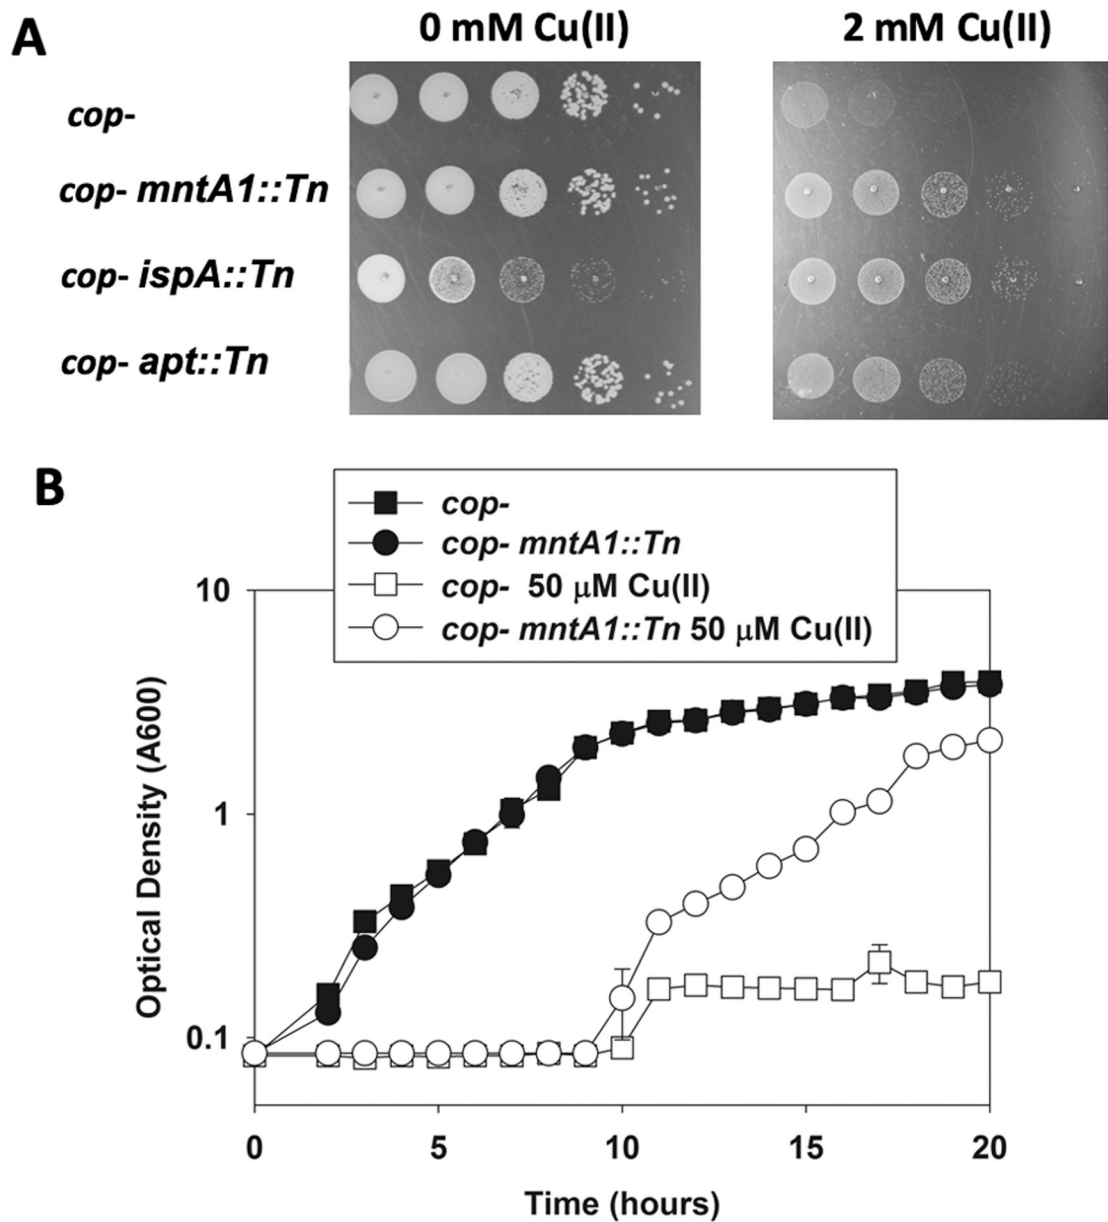 A
0 mM Cu(II)
2 mM Cu(II)
cop-
cop- mntA1::Tn
cop- ispA::Tn
cop- apt::Tn
B
cop-
cop- mntA1::Tn
cop- 50 μM Cu(II)
cop- mntA1::Tn 50 μM Cu(II)
10
1
0.1
Optical Density (A600)
0
5
10
15
20
Time (hours)